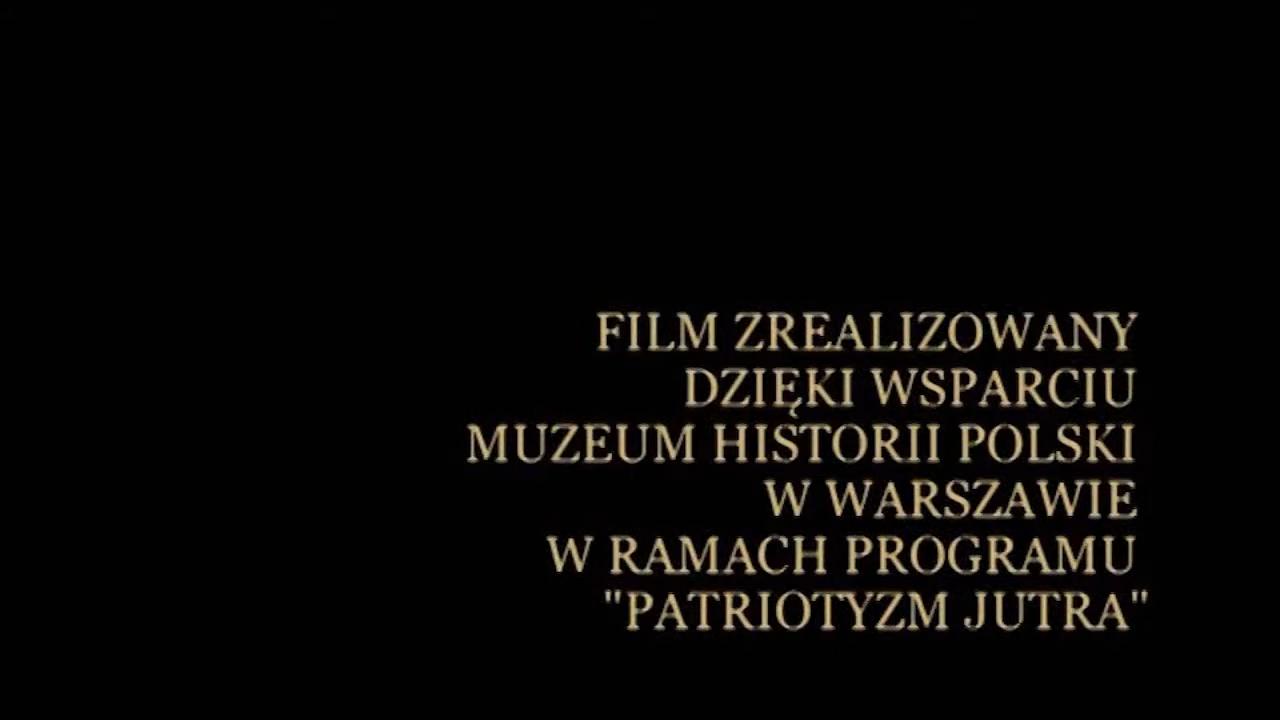 FILM ZREALIZOWANY
DZIĘKI WSPARCIU
MUZEUM HISTORII POLSKI
W WARSZAWIE
W RAMACH PROGRAMU
"PATRIOTYZM JUTRA"